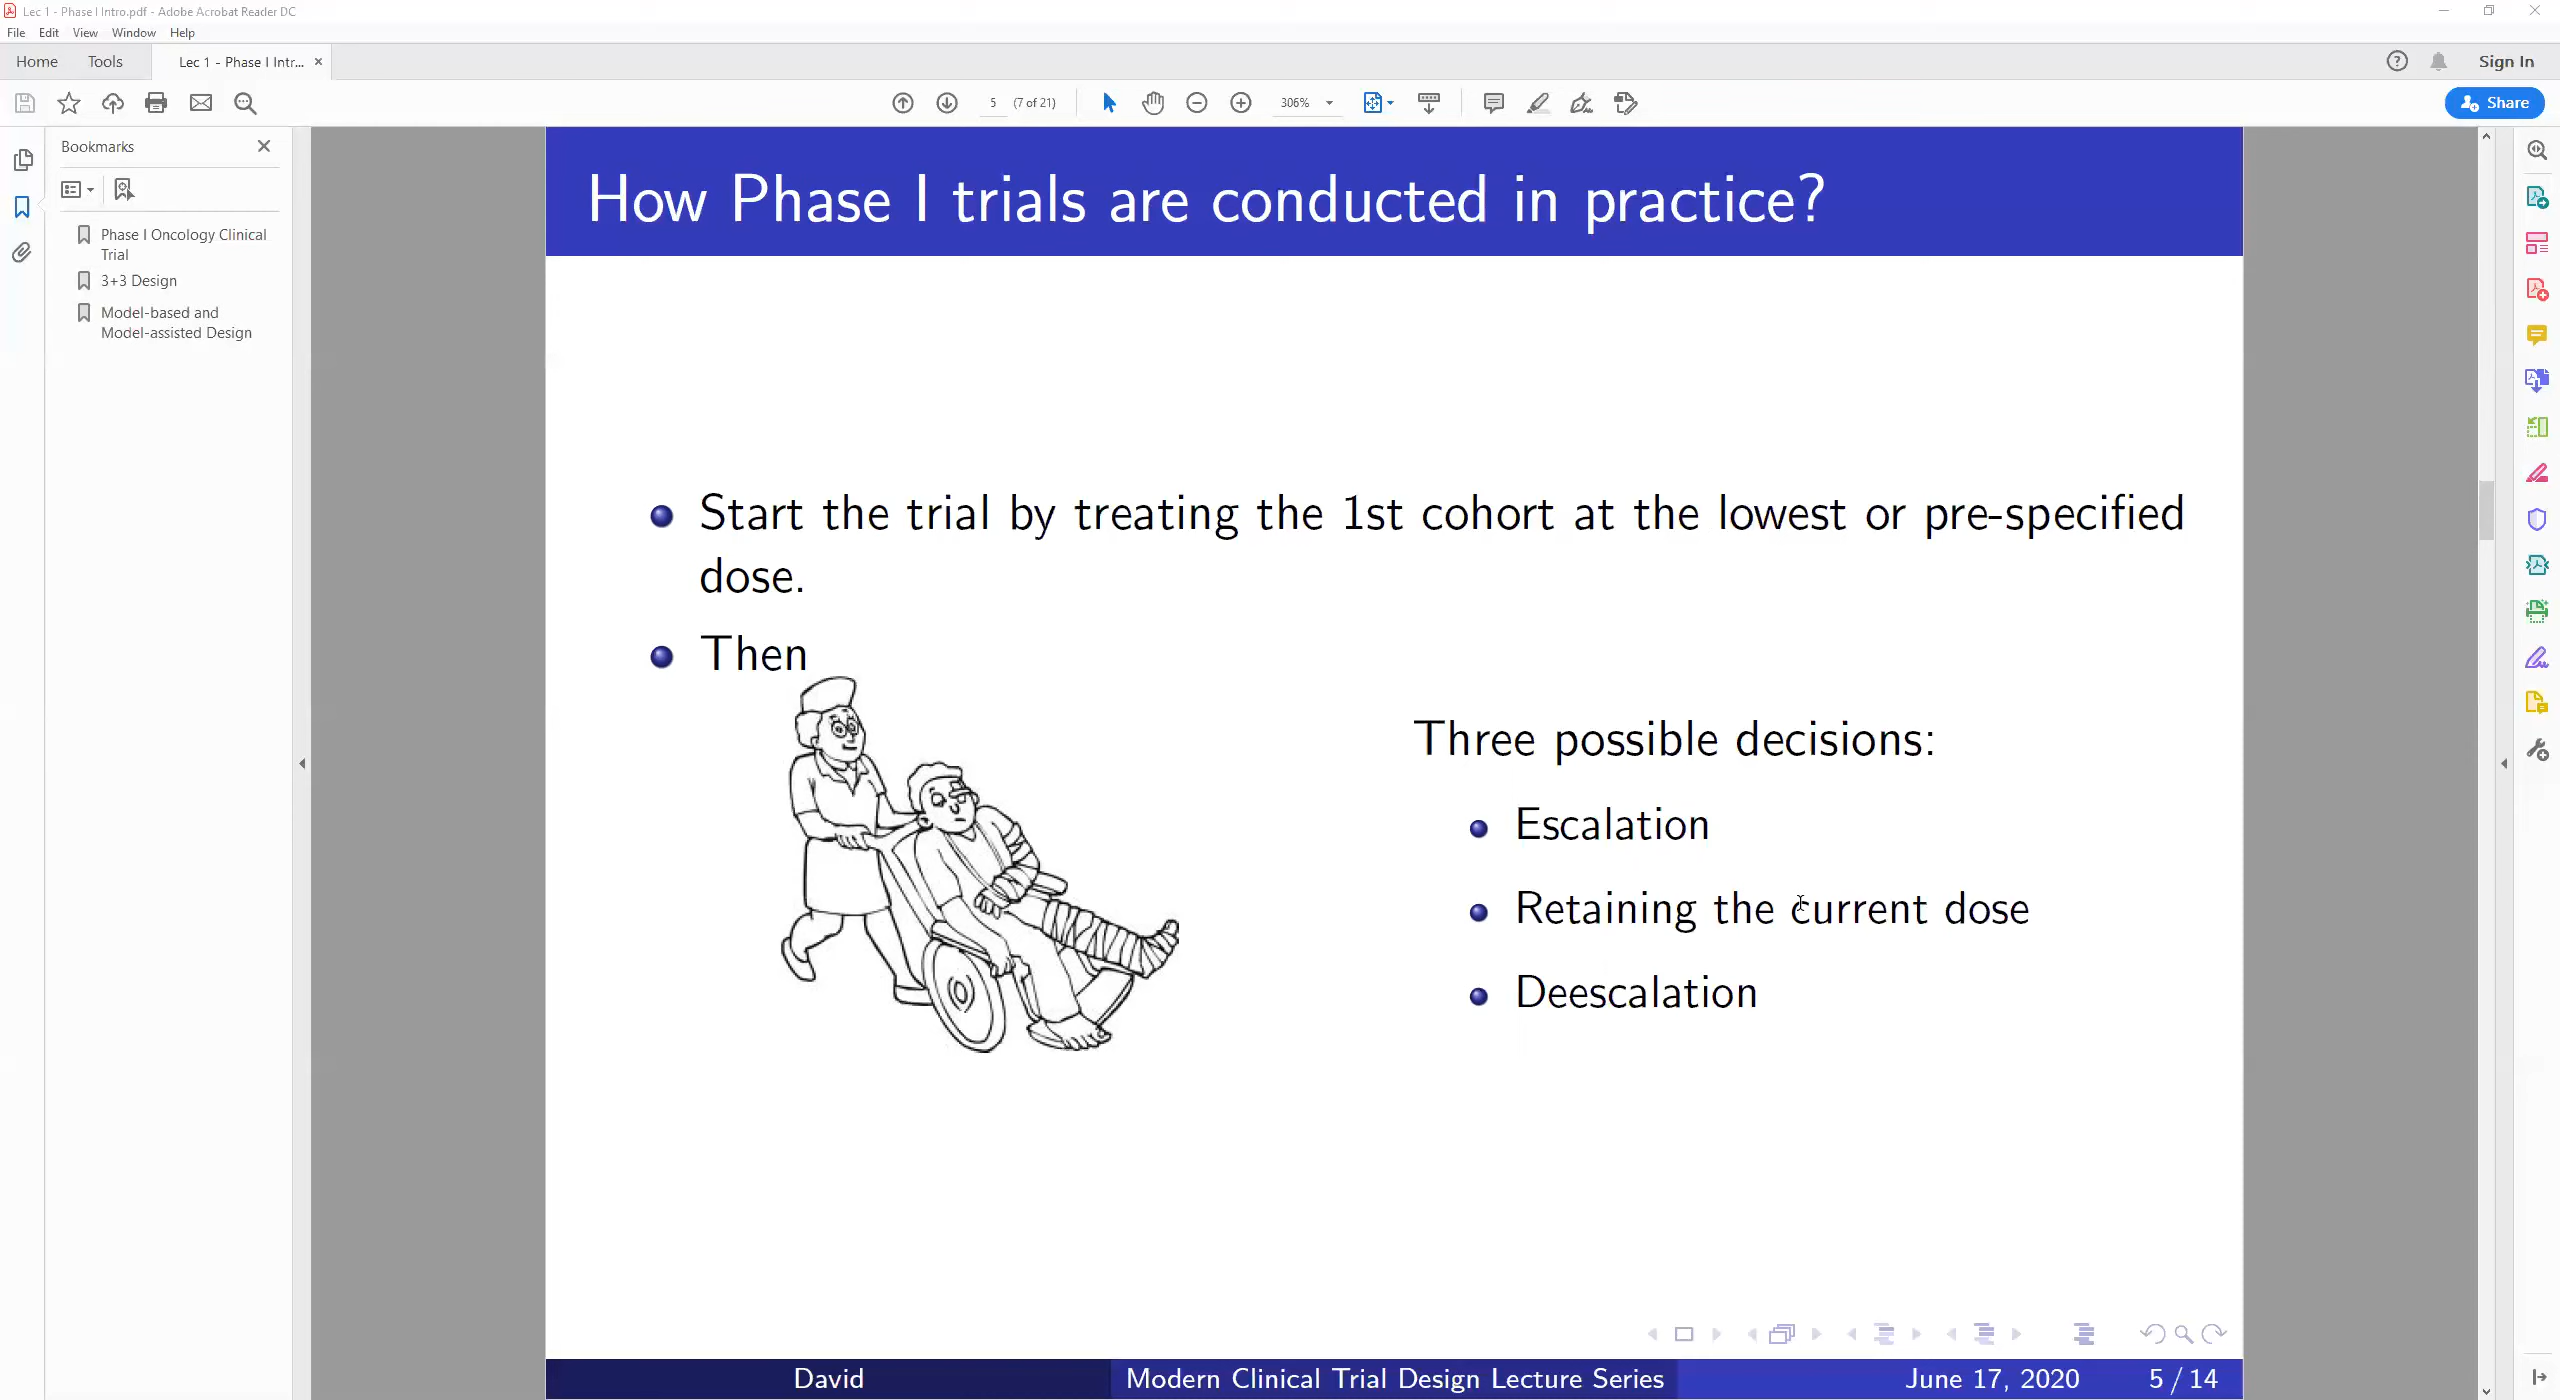 Lec 1 - Phase I Intro.pdf - Adobe Acrobat Reader DC
File Edit View Window Help
Home Tools Lec 1 - Phase I Intr... Sign In
5 (7 of 21) 306% Share
Bookmarks
Phase I Oncology Clinical
Trial
3+3 Design
Model-based and
Model-assisted Design
How Phase I trials are conducted in practice?
Start the trial by treating the 1st cohort at the lowest or pre-specified
dose.
Then
Three possible decisions:
Escalation
Retaining the current dose
Deescalation
David Modern Clinical Trial Design Lecture Series June 17, 2020 5 / 14